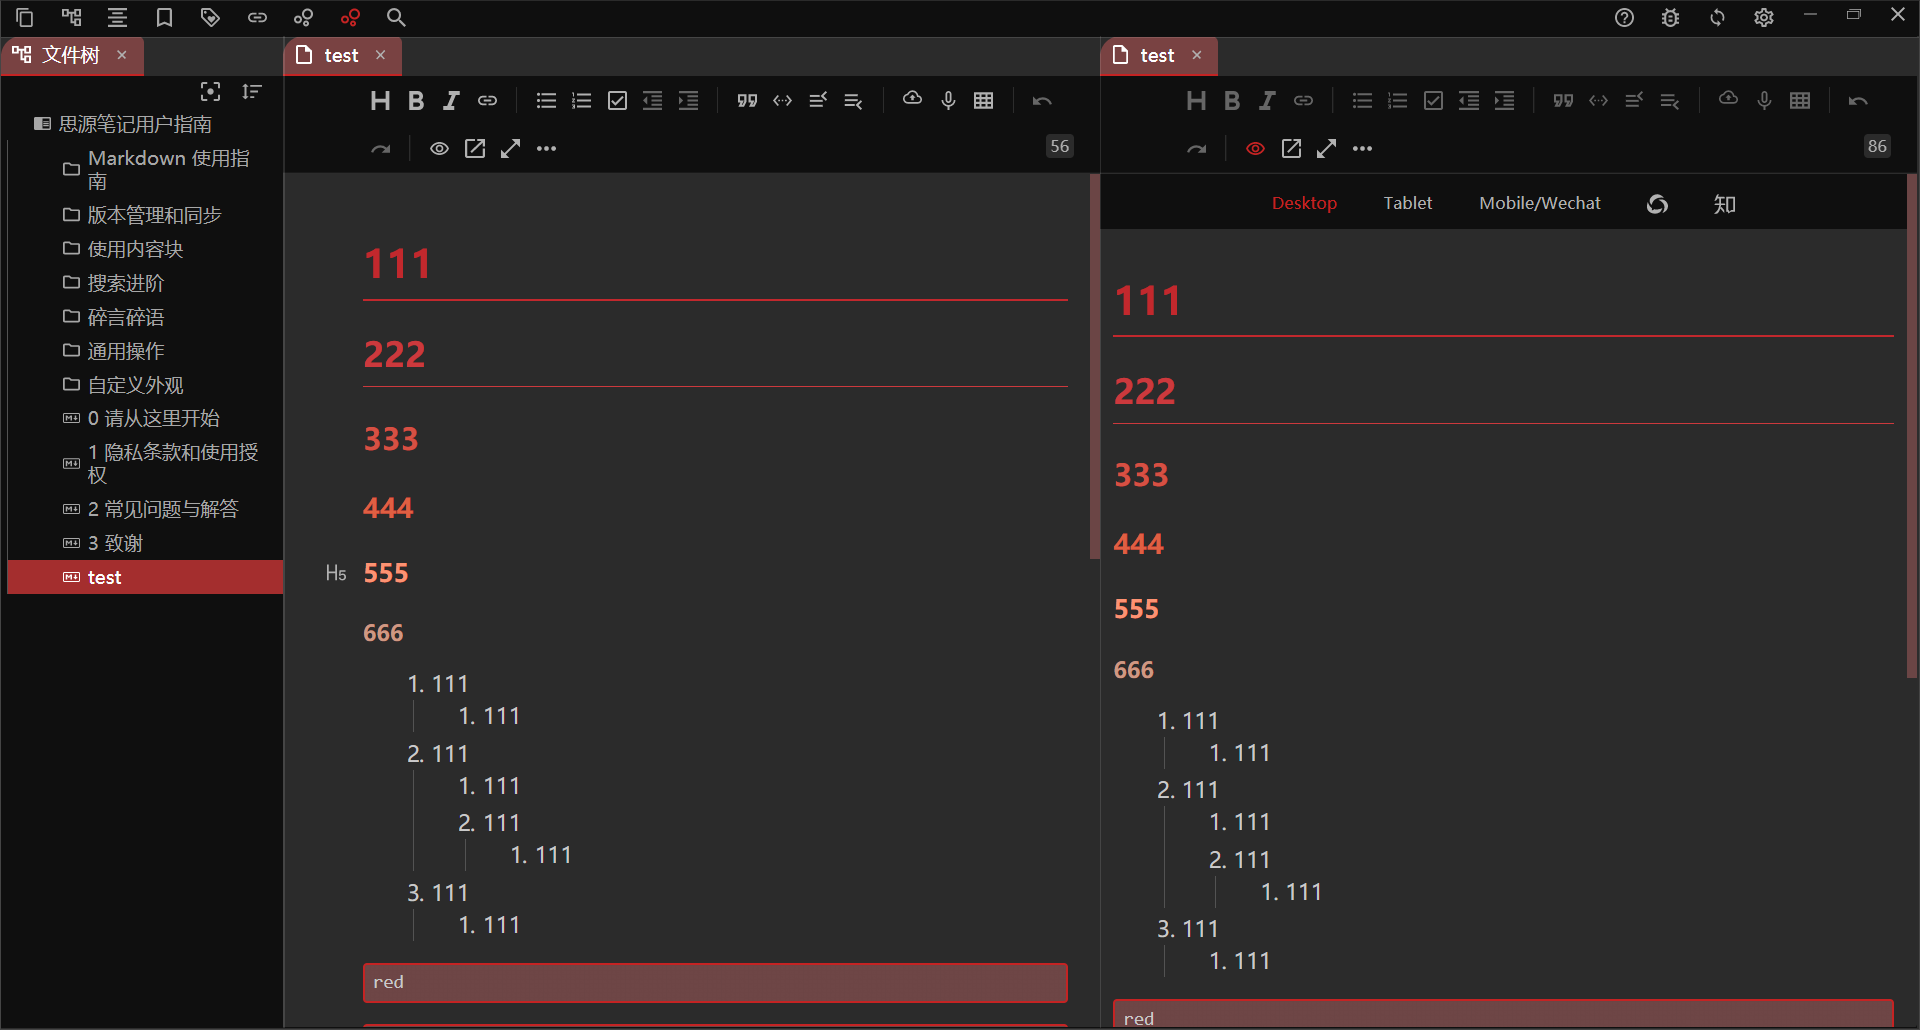 文件树
思源笔记用户指南
Markdown 使用指
南
版本管理和同步
使用内容块
搜索进阶
碎言碎语
通用操作
自定义外观
0 请从这里开始
1 隐私条款和使用授
权
2 常见问题与解答
3 致谢
test
test
H B I
56
111
222
333
444
H5 555
666
1. 111
1. 111
2. 111
1. 111
2. 111
1. 111
3. 111
1. 111
red
test
H B I
86
Desktop Tablet Mobile/Wechat 知
111
222
333
444
555
666
1. 111
1. 111
2. 111
1. 111
2. 111
1. 111
3. 111
1. 111
red